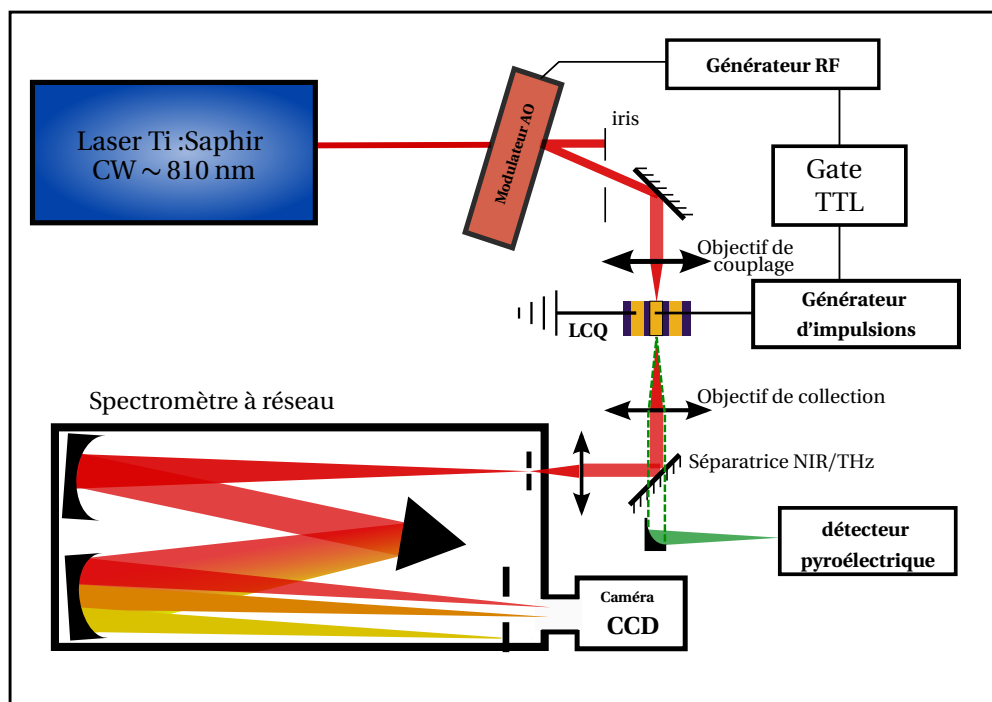 Générateur RF
Modulateur AO
iris
Laser Ti :Saphir
CW ~ 810 nm
Gate
TTL
Objectif de
couplage
Générateur
d'impulsions
LCQ
Spectromètre à réseau
Objectif de collection
Séparatrice NIR/THz
détecteur
pyroélectrique
Caméra
CCD